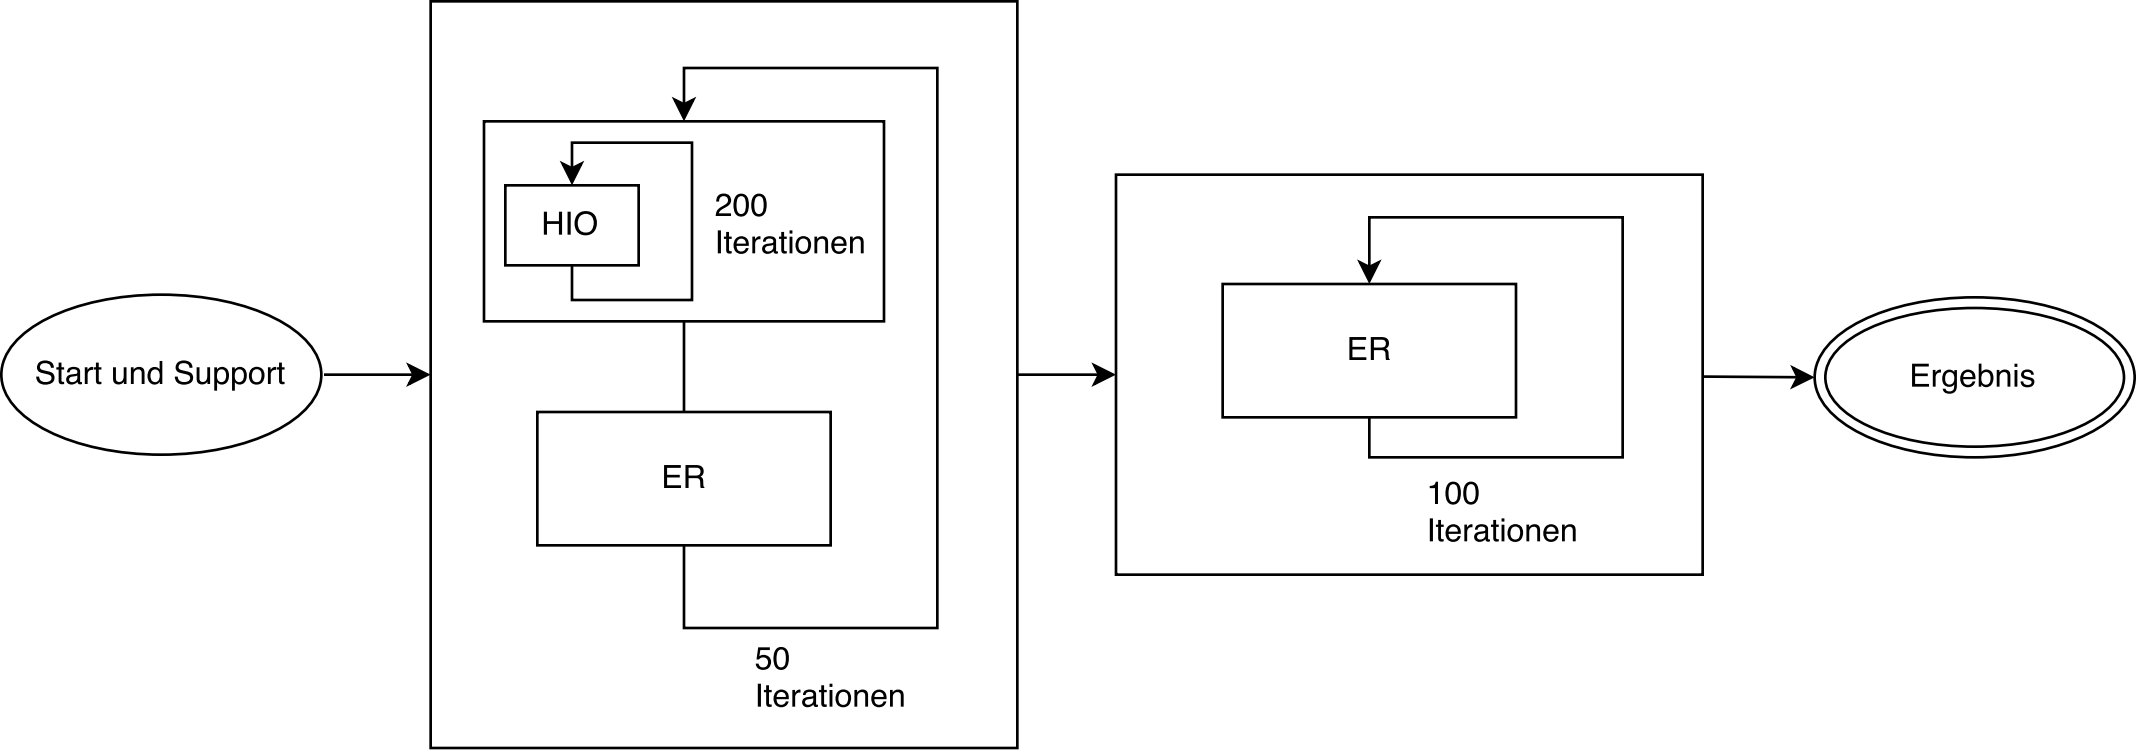 Start und Support
HIO
200
Iterationen
ER
50
Iterationen
ER
100
Iterationen
Ergebnis